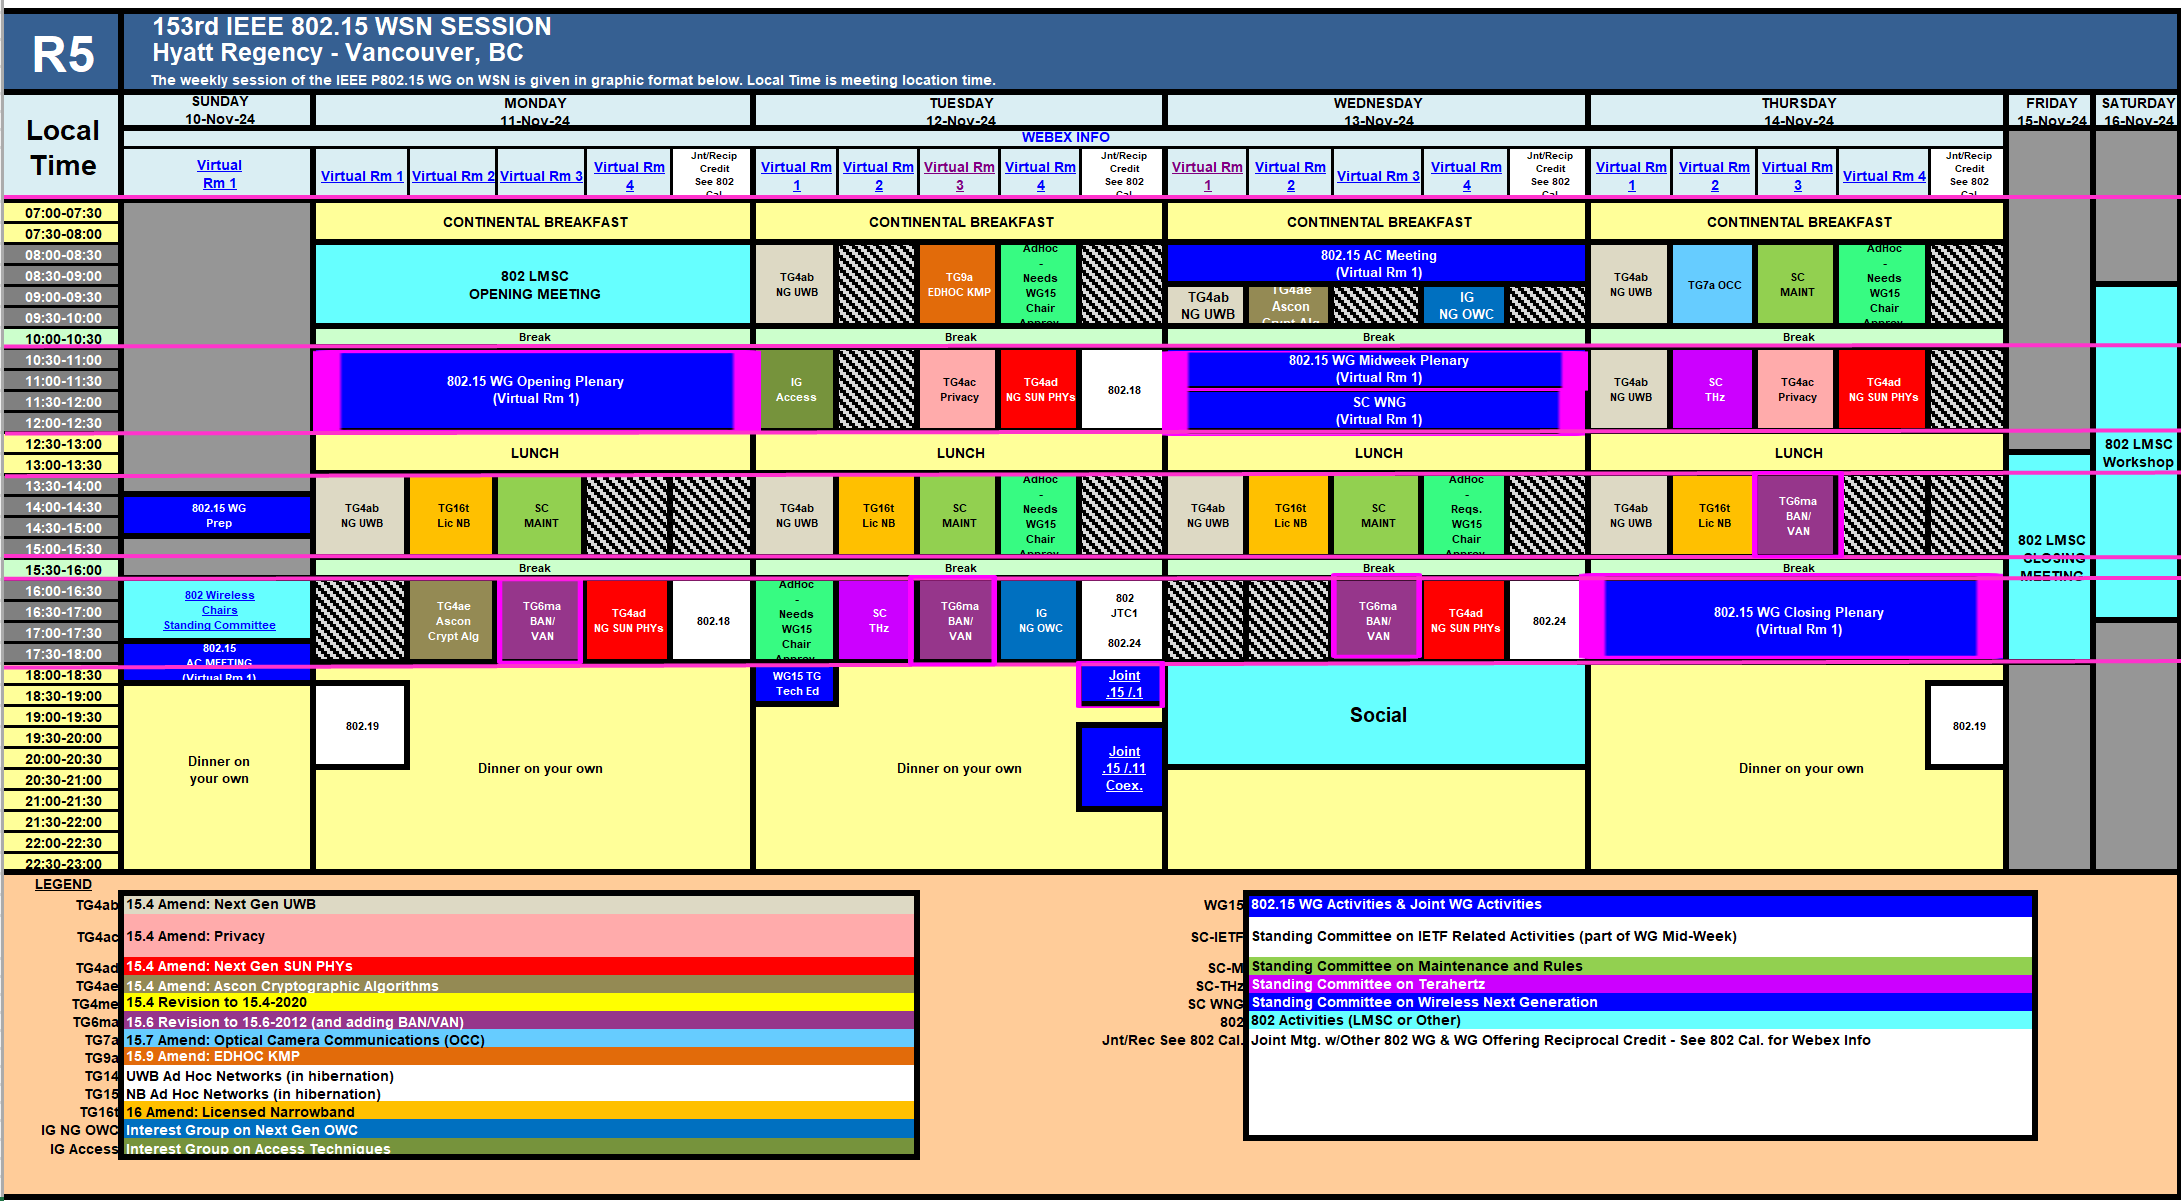 R5
153rd IEEE 802.15 WSN SESSION
Hyatt Regency - Vancouver, BC
The weekly session of the IEEE P802.15 WG on WSN is given in graphic format below. Local Time is meeting location time.
Local
Time
SUNDAY
10-Nov-24
MONDAY
11-Nov-24
TUESDAY
12-Nov-24
WEDNESDAY
13-Nov-24
THURSDAY
14-Nov-24
FRIDAY
15-Nov-24
SATURDAY
16-Nov-24
WEBEX INFO
Virtual
Rm 1
Virtual Rm 1
Virtual Rm 2
Virtual Rm 3
Virtual Rm
4
Jnt/Recip
Credit
See 802
Cal.
Virtual Rm
1
Virtual Rm
2
Virtual Rm
3
Virtual Rm
4
Jnt/Recip
Credit
See 802
Cal.
Virtual Rm
1
Virtual Rm
2
Virtual Rm 3
Virtual Rm
4
Jnt/Recip
Credit
See 802
Cal.
Virtual Rm
1
Virtual Rm
2
Virtual Rm
3
Virtual Rm 4
Jnt/Recip
Credit
See 802
Cal.
07:00-07:30
CONTINENTAL BREAKFAST
CONTINENTAL BREAKFAST
CONTINENTAL BREAKFAST
CONTINENTAL BREAKFAST
07:30-08:00
08:00-08:30
08:30-09:00
09:00-09:30
09:30-10:00
802 LMSC
OPENING MEETING
TG4ab
NG UWB
TG9a
EDHOC KMP
AdHoc
-
Needs
WG15
Chair
Approv
802.15 AC Meeting
(Virtual Rm 1)
TG4ab
NG UWB
TG4ae
Ascon
Crypt Alg
IG
NG OWC
TG4ab
NG UWB
TG7a OCC
SC
MAINT
AdHoc
-
Needs
WG15
Chair
Approv
10:00-10:30
Break
Break
Break
Break
10:30-11:00
11:00-11:30
11:30-12:00
12:00-12:30
802.15 WG Opening Plenary
(Virtual Rm 1)
IG
Access
TG4ac
Privacy
TG4ad
NG SUN PHYs
802.18
802.15 WG Midweek Plenary
(Virtual Rm 1)
SC WNG
(Virtual Rm 1)
TG4ab
NG UWB
SC
THz
TG4ac
Privacy
TG4ad
NG SUN PHYs
12:30-13:00
13:00-13:30
LUNCH
LUNCH
LUNCH
LUNCH
802 LMSC
Workshop
13:30-14:00
14:00-14:30
14:30-15:00
15:00-15:30
802.15 WG
Prep
TG4ab
NG UWB
TG16t
Lic NB
SC
MAINT
TG4ab
NG UWB
TG16t
Lic NB
SC
MAINT
AdHoc
-
Needs
WG15
Chair
Approv
TG4ab
NG UWB
TG16t
Lic NB
SC
MAINT
AdHoc
-
Reqs.
WG15
Chair
Approv
TG4ab
NG UWB
TG16t
Lic NB
TG6ma
BAN/
VAN
802 LMSC
CLOSING
MEETING
15:30-16:00
Break
Break
Break
Break
16:00-16:30
16:30-17:00
17:00-17:30
17:30-18:00
802 Wireless
Chairs
Standing Committee
802.15
AC MEETING
(Virtual Rm 1)
TG4ae
Ascon
Crypt Alg
TG6ma
BAN/
VAN
TG4ad
NG SUN PHYs
802.18
AdHoc
-
Needs
WG15
Chair
Approv
SC
THz
TG6ma
BAN/
VAN
IG
NG OWC
802
JTC1
802.24
TG6ma
BAN/
VAN
TG4ad
NG SUN PHYs
802.24
802.15 WG Closing Plenary
(Virtual Rm 1)
18:00-18:30
18:30-19:00
19:00-19:30
19:30-20:00
20:00-20:30
20:30-21:00
21:00-21:30
21:30-22:00
22:00-22:30
22:30-23:00
Dinner on
your own
802.19
Dinner on your own
WG15 TG
Tech Ed
Dinner on your own
Joint
.15 /.1
Joint
.15 /.11
Coex.
Social
Dinner on your own
802.19
LEGEND
TG4ab 15.4 Amend: Next Gen UWB
TG4ac 15.4 Amend: Privacy
TG4ad 15.4 Amend: Next Gen SUN PHYs
TG4ae 15.4 Amend: Ascon Cryptographic Algorithms
TG4me 15.4 Revision to 15.4-2020
TG6ma 15.6 Revision to 15.6-2012 (and adding BAN/VAN)
TG7a 15.7 Amend: Optical Camera Communications (OCC)
TG9a 15.9 Amend: EDHOC KMP
TG14 UWB Ad Hoc Networks (in hibernation)
TG15 NB Ad Hoc Networks (in hibernation)
TG16t 16 Amend: Licensed Narrowband
IG NG OWC Interest Group on Next Gen OWC
IG Access Interest Group on Access Techniques
WG15 802.15 WG Activities & Joint WG Activities
SC-IETF Standing Committee on IETF Related Activities (part of WG Mid-Week)
SC-M Standing Committee on Maintenance and Rules
SC-THz Standing Committee on Terahertz
SC WNG Standing Committee on Wireless Next Generation
802 802 Activities (LMSC or Other)
Jnt/Rec See 802 Cal. Joint Mtg. w/Other 802 WG & WG Offering Reciprocal Credit - See 802 Cal. for Webex Info